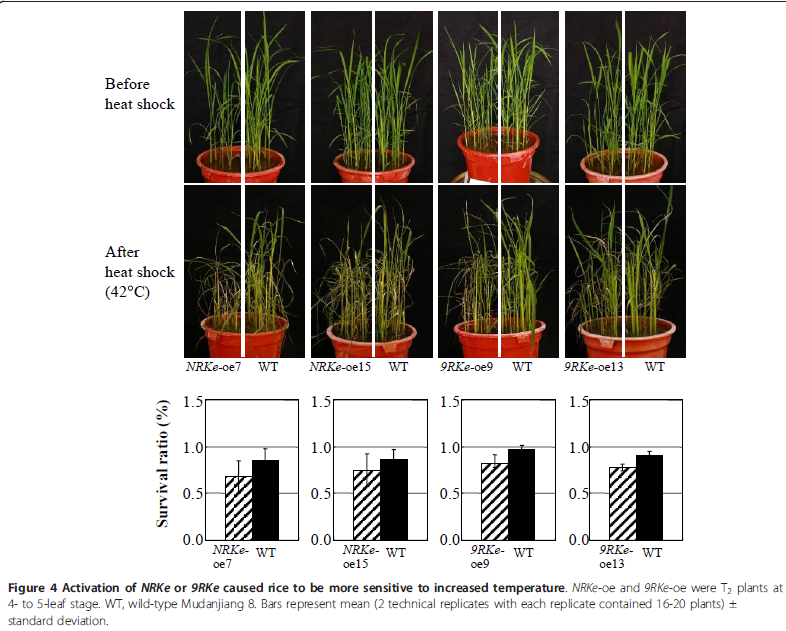 Before
heat shock
After
heat shock
(42°C)
NRKe-oe7 WT NRKe-oe15 WT 9RKe-oe9 WT 9RKe-oe13 WT
Survival ratio (%)
1.5 1.5 1.5 1.5
1.0 1.0 1.0 1.0
0.5 0.5 0.5 0.5
0.0 0.0 0.0 0.0
NRKe- WT NRKe- WT 9RKe- WT 9RKe- WT
oe7 oe15 oe9 oe13
Figure 4 Activation of NRKe or 9RKe caused rice to be more sensitive to increased temperature. NRKe-oe and 9RKe-oe were T₂ plants at
4- to 5-leaf stage. WT, wild-type Mudanjiang 8. Bars represent mean (2 technical replicates with each replicate contained 16-20 plants) ±
standard deviation.